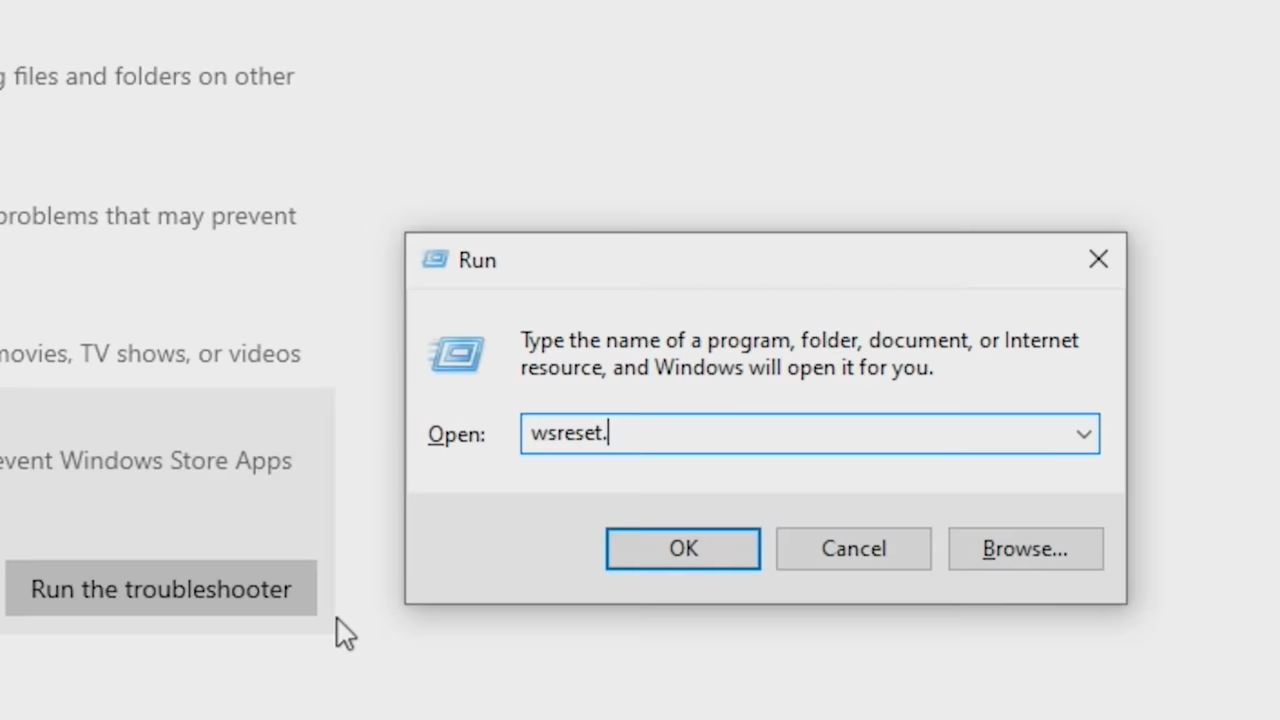 g files and folders on other
problems that may prevent
movies, TV shows, or videos
event Windows Store Apps
Run the troubleshooter
Run
Type the name of a program, folder, document, or Internet
resource, and Windows will open it for you.
Open:
wsreset.
OK
Cancel
Browse...